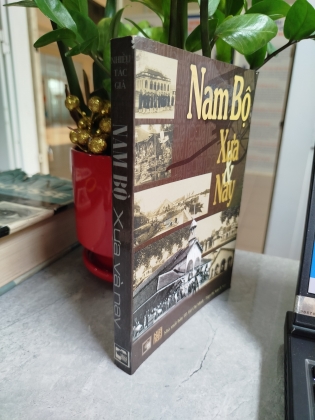 NHIỀU
TÁC
GIẢ
NAM BỘ
Xưa và nay
Nam Bộ
Xưa
&
Nay